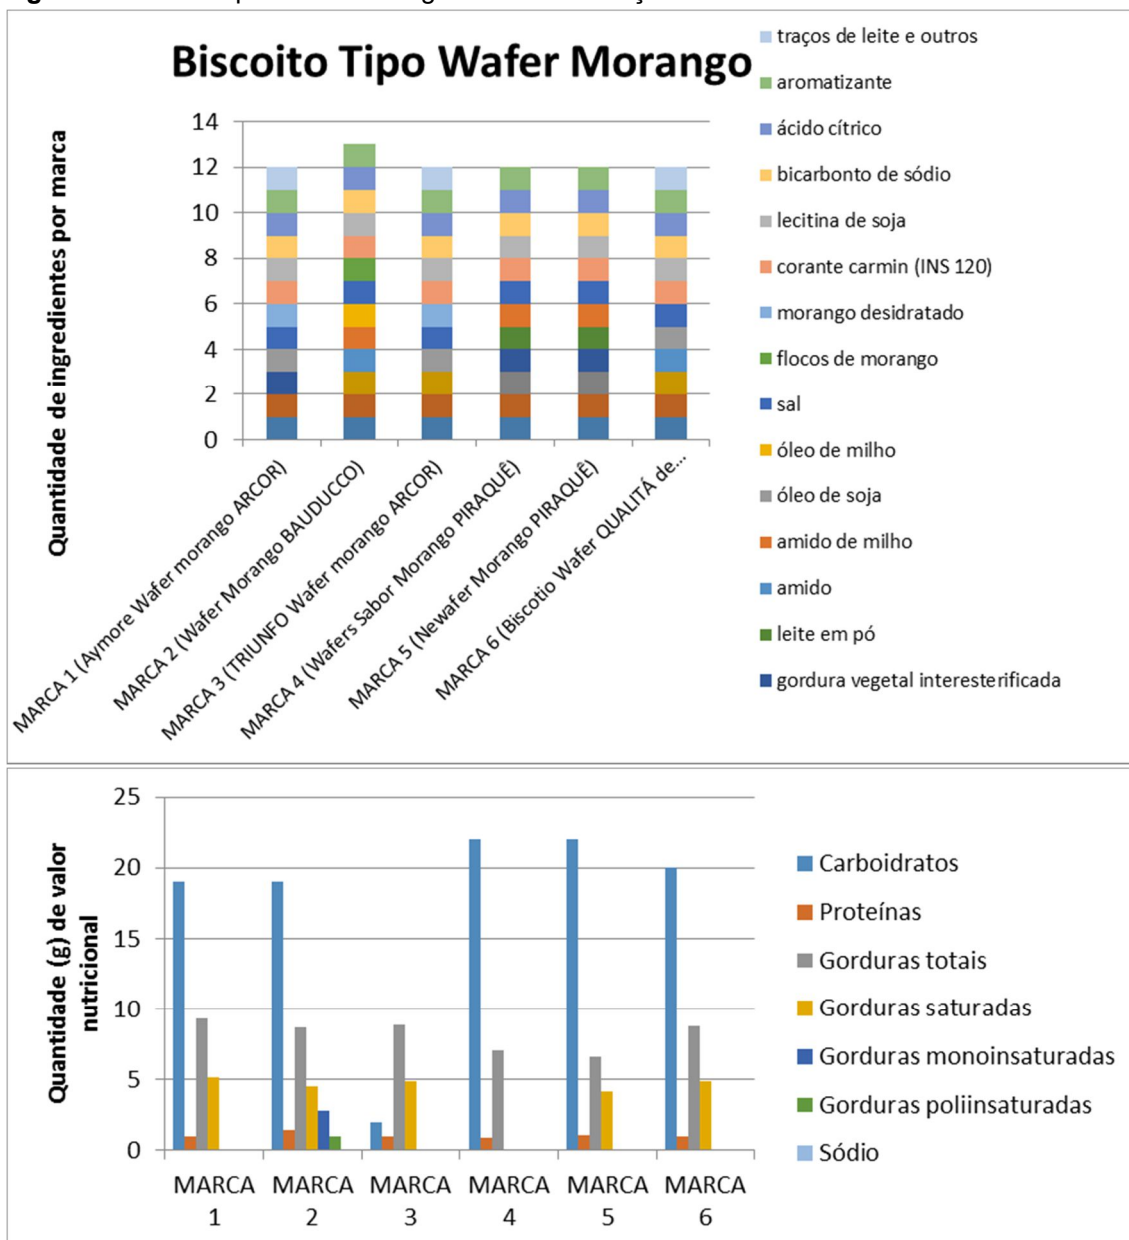 Biscoito Tipo Wafer Morango
Quantidade de ingredientes por marca
14
12
10
8
6
4
2
0
MARCA 1 (Aymore Wafer morango ARCOR)
MARCA 2 (Wafer Morango BAUDUCCO)
MARCA 3 (TRIUNFO Wafer morango ARCOR)
MARCA 4 (Wafers Sabor Morango PIRAQUÊ)
MARCA 5 (Newafer Morango PIRAQUÊ)
MARCA 6 (Biscotio Wafer QUALITÁ de...
traços de leite e outros
aromatizante
ácido cítrico
bicarbonto de sódio
lecitina de soja
corante carmin (INS 120)
morango desidratado
flocos de morango
sal
óleo de milho
óleo de soja
amido de milho
amido
leite em pó
gordura vegetal interesterificada
Quantidade (g) de valor
nutricional
25
20
15
10
5
0
MARCA 1
MARCA 2
MARCA 3
MARCA 4
MARCA 5
MARCA 6
Carboidratos
Proteínas
Gorduras totais
Gorduras saturadas
Gorduras monoinsaturadas
Gorduras poliinsaturadas
Sódio